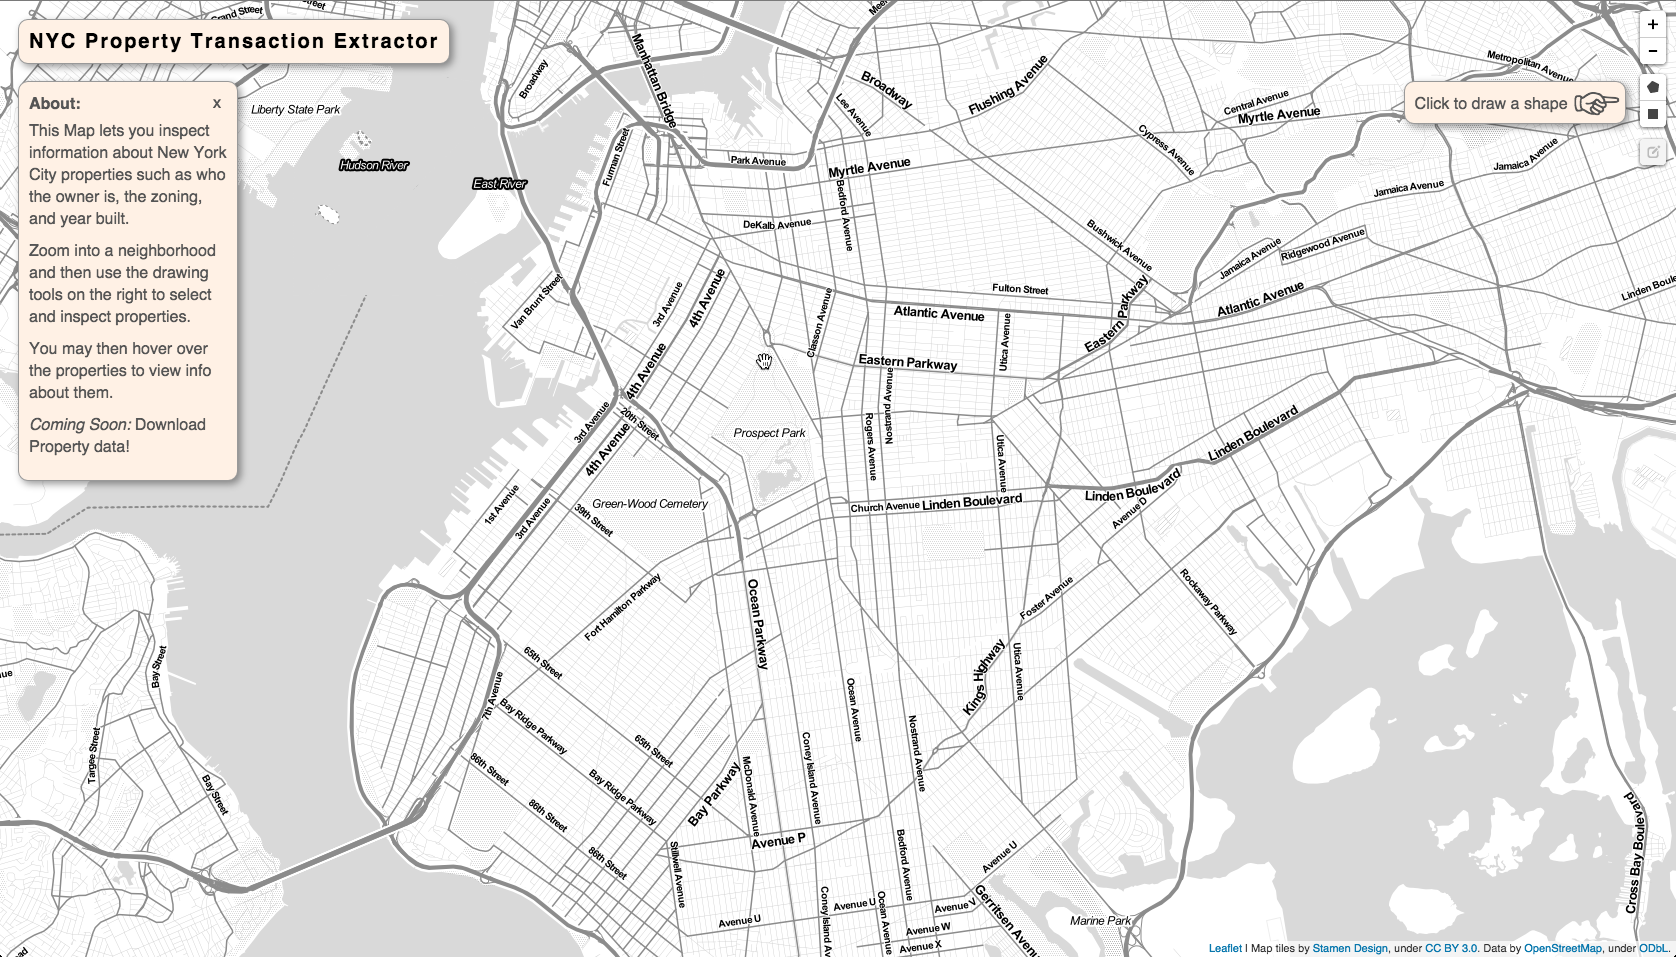 Grand Street
NYC Property Transaction Extractor
About:
x
This Map lets you inspect
information about New York
City properties such as who
the owner is, the zoning,
and year built.
Zoom into a neighborhood
and then use the drawing
tools on the right to select
and inspect properties.
You may then hover over
the properties to view info
about them.
Coming Soon: Download
Property data!
Click to draw a shape
+
−
Liberty State Park
Hudson River
East River
Broadway
Manhattan Bridge
Furman Street
Park Avenue
Lee Avenue
Broadway
Flushing Avenue
Metropolitan Avenue
Central Avenue
Myrtle Avenue
Cypress Avenue
Jamaica Avenue
Jamaica Avenue
Myrtle Avenue
Bedford Avenue
DeKalb Avenue
Bushwick Avenue
Jamaica Avenue
Ridgewood Avenue
Van Brunt Street
3rd Avenue
4th Avenue
Classon Avenue
Fulton Street
Atlantic Avenue
Utica Avenue
Eastern Parkway
Atlantic Avenue
4th Avenue
Eastern Parkway
Nostrand Avenue
Rogers Avenue
3rd Avenue
20th Street
4th Avenue
Prospect Park
Utica Avenue
Linden Boulevard
1st Avenue
3rd Avenue
39th Street
Green-Wood Cemetery
Church Avenue
Linden Boulevard
Linden Boulevard
Avenue D
Fort Hamilton Parkway
Ocean Parkway
Foster Avenue
Rockaway Parkway
65th Street
Kings Highway
Utica Avenue
Bay Street
7th Avenue
Bay Ridge Parkway
65th Street
Ocean Avenue
Nostrand Avenue
Targee Street
Bay Street
86th Street
Bay Ridge Parkway
86th Street
Bay Parkway
McDonald Avenue
Coney Island Avenue
Avenue P
86th Street
Stillwell Avenue
Bedford Avenue
Avenue U
Cross Bay Boulevard
Avenue U
Avenue U
Ocean Avenue
Avenue V
Avenue W
Avenue X
Marine Park
Leaflet | Map tiles by Stamen Design, under CC BY 3.0. Data by OpenStreetMap, under ODbL.